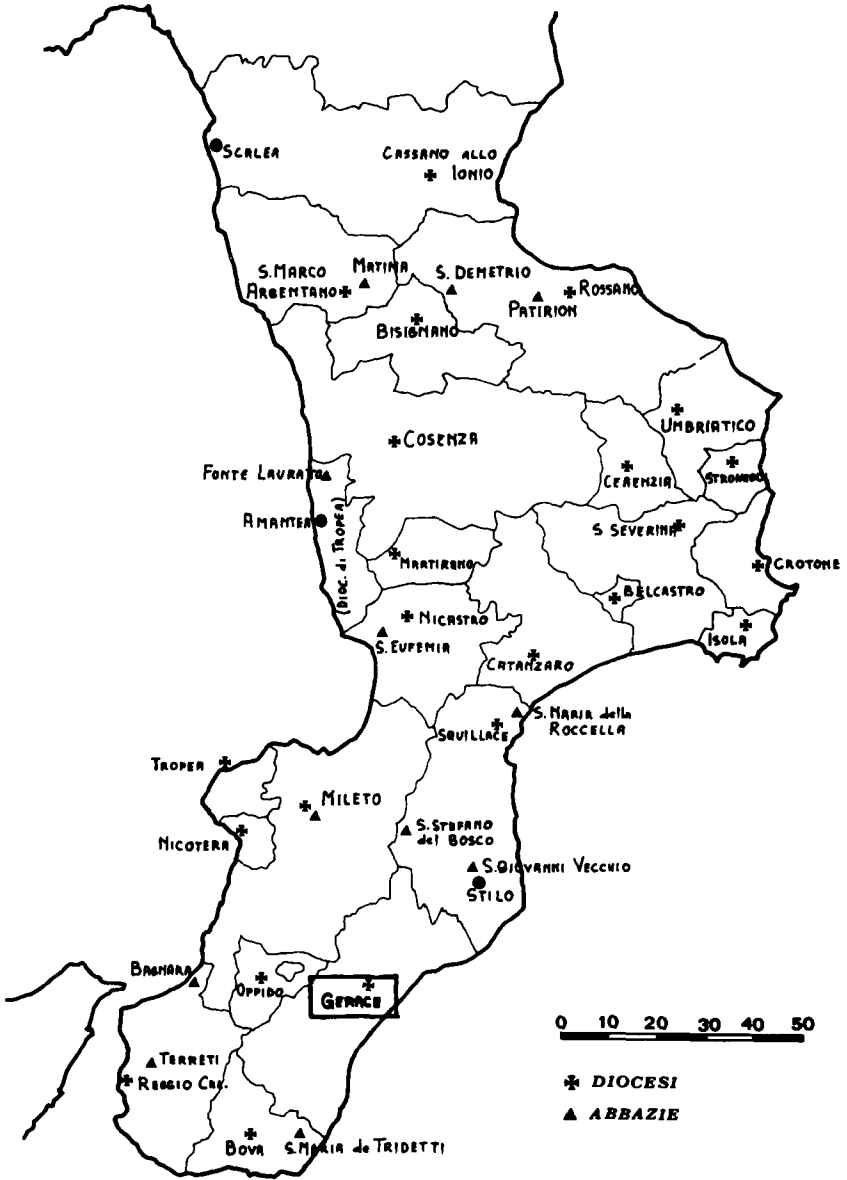 SCALEA
CASSANO ALLO
IONIO
S. MARCO
ARGENTANO
MATINA
S. DEMETRIO
PATIRION
ROSSANO
BISIGNANO
UMBRIATICO
COSENZA
CERENZIA
STRONGOLI
FONTE LAURATO
AMANTEA
(DIOC. di TROPEA)
S SEVERINA
MARTIRANO
CROTONE
BELCASTRO
NICASTRO
S. EUFEMIA
ISOLA
CATANZARO
S. MARIA della
ROCCELLA
SQUILLACE
TROPEA
MILETO
NICOTERA
S. STEFANO
del BOSCO
S. GIOVANNI VECCHIO
STILO
BAGNARA
OPPIDO
GERACE
0 10 20 30 40 50
TERRETI
REGGIO CAL.
DIOCESI
ABBAZIE
BOVA
S. MARIA de TRIDETTI